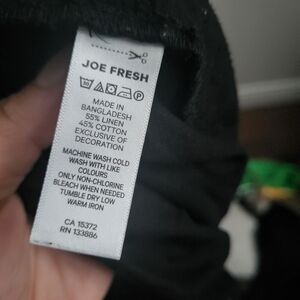 JOE FRESH
MADE IN
BANGLADESH
55% LINEN
45% COTTON
EXCLUSIVE OF
DECORATION
MACHINE WASH COLD
WASH WITH LIKE
COLOURS
ONLY NON-CHLORINE
BLEACH WHEN NEEDED
TUMBLE DRY LOW
WARM IRON
CA 15372
RN 133886